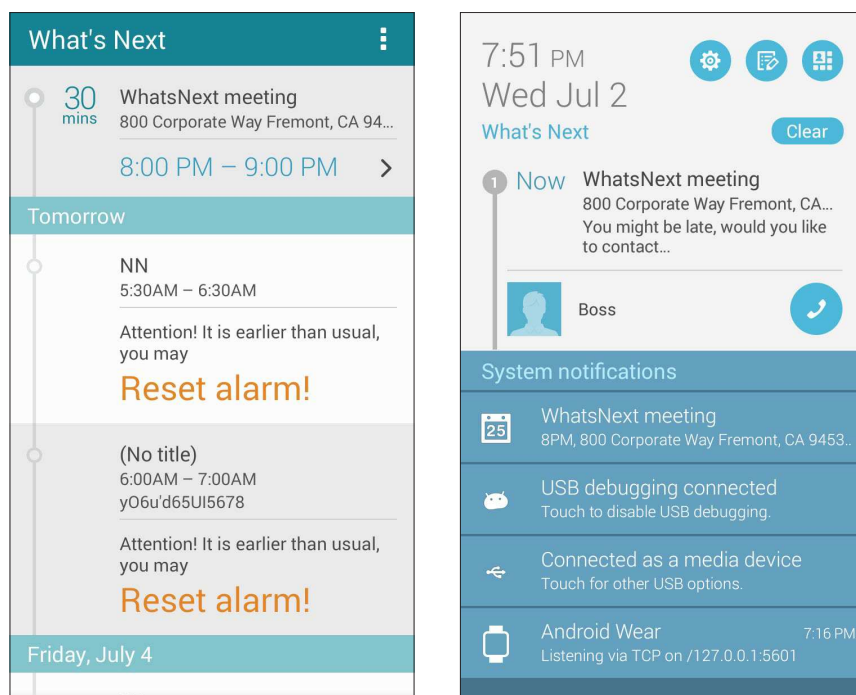 What's Next
30
mins
WhatsNext meeting
800 Corporate Way Fremont, CA 94...
8:00 PM – 9:00 PM
Tomorrow
NN
5:30AM – 6:30AM
Attention! It is earlier than usual,
you may
Reset alarm!
(No title)
6:00AM – 7:00AM
yO6u'd65UI5678
Attention! It is earlier than usual,
you may
Reset alarm!
Friday, July 4
7:51 PM
Wed Jul 2
What's Next
Clear
1
Now
WhatsNext meeting
800 Corporate Way Fremont, CA...
You might be late, would you like
to contact...
Boss
System notifications
25
WhatsNext meeting
8PM, 800 Corporate Way Fremont, CA 9453..
USB debugging connected
Touch to disable USB debugging.
Connected as a media device
Touch for other USB options.
Android Wear
7:16 PM
Listening via TCP on /127.0.0.1:5601